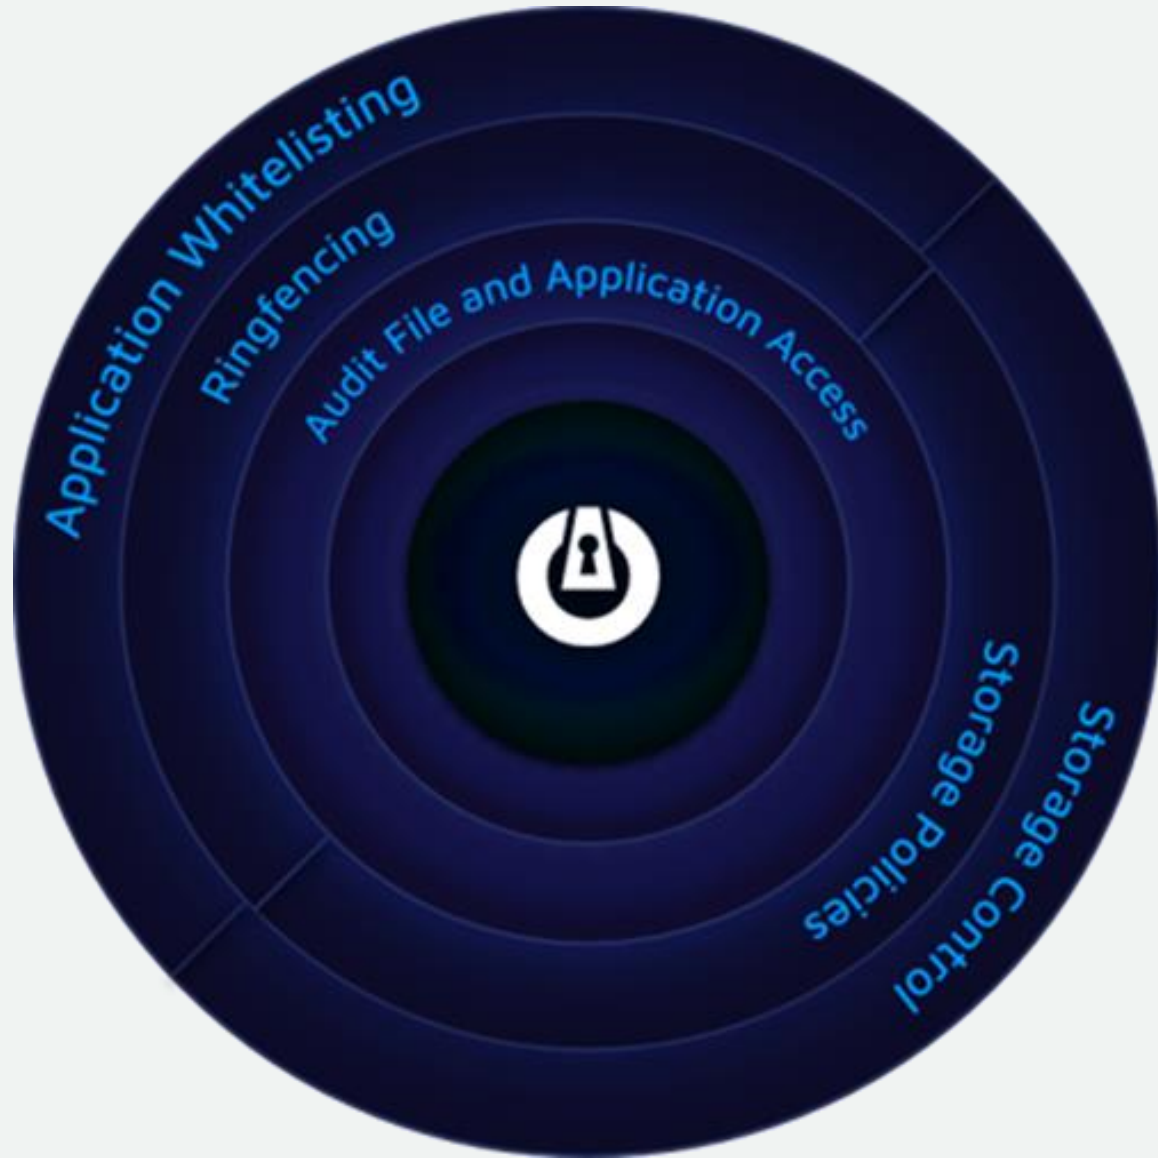 Application Whitelisting
Ringfencing
Audit File and Application Access
Storage Policies
Storage Control